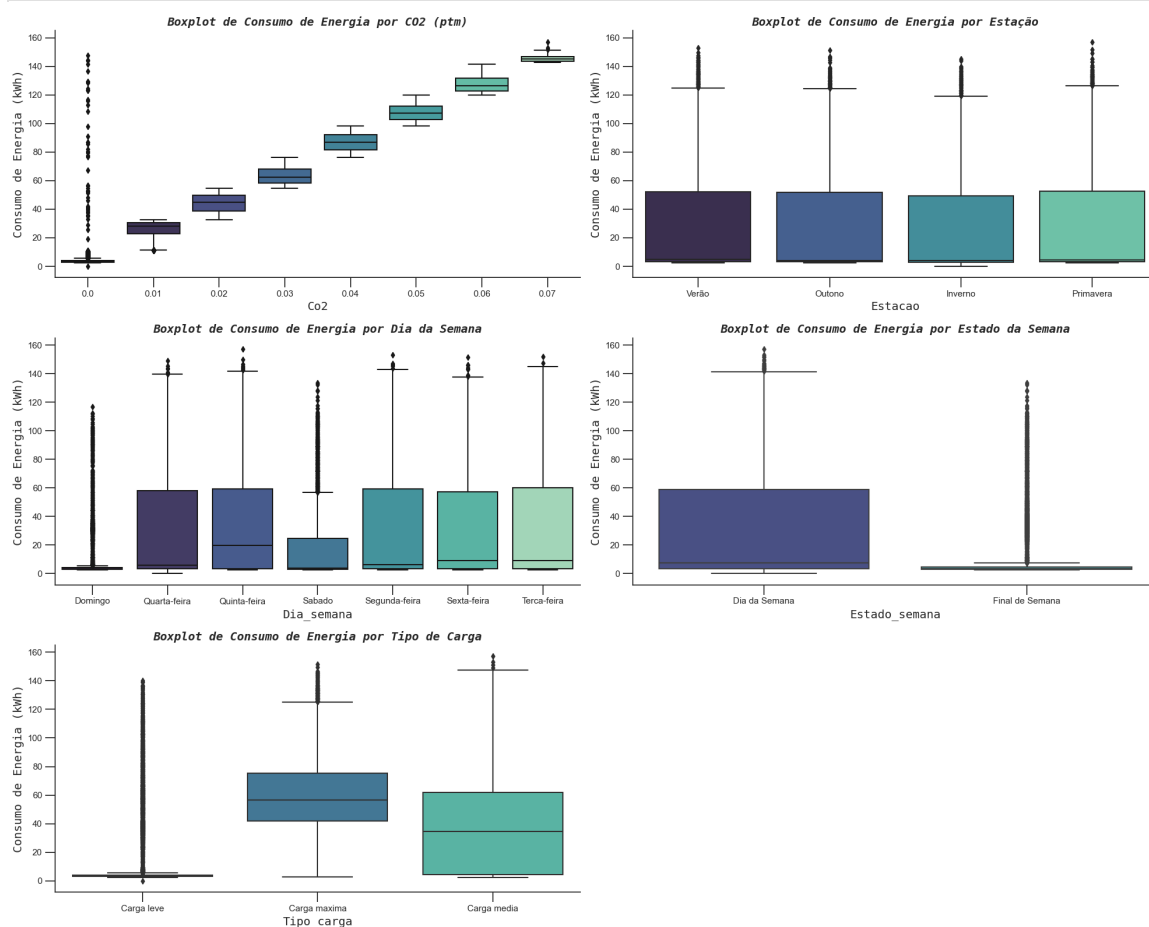 Boxplot de Consumo de Energia por CO2 (ptm)
Consumo de Energia (kWh)
160
140
120
100
80
60
40
20
0
0.0 0.01 0.02 0.03 0.04 0.05 0.06 0.07
Co2
Boxplot de Consumo de Energia por Estação
Consumo de Energia (kWh)
160
140
120
100
80
60
40
20
0
Verão Outono Inverno Primavera
Estacao
Boxplot de Consumo de Energia por Dia da Semana
Consumo de Energia (kWh)
160
140
120
100
80
60
40
20
0
Domingo Quarta-feira Quinta-feira Sabado Segunda-feira Sexta-feira Terca-feira
Dia_semana
Boxplot de Consumo de Energia por Estado da Semana
Consumo de Energia (kWh)
160
140
120
100
80
60
40
20
0
Dia da Semana Final de Semana
Estado_semana
Boxplot de Consumo de Energia por Tipo de Carga
Consumo de Energia (kWh)
160
140
120
100
80
60
40
20
0
Carga leve Carga maxima Carga media
Tipo carga